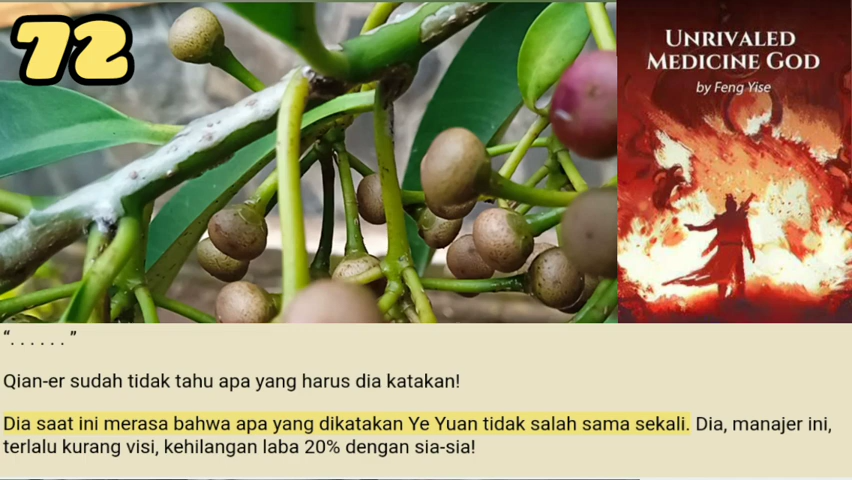 72
UNRIVALED
MEDICINE GOD
by Feng Yise
“. . . . . . ”
Qian-er sudah tidak tahu apa yang harus dia katakan!
Dia saat ini merasa bahwa apa yang dikatakan Ye Yuan tidak salah sama sekali. Dia, manajer ini,
terlalu kurang visi, kehilangan laba 20% dengan sia-sia!